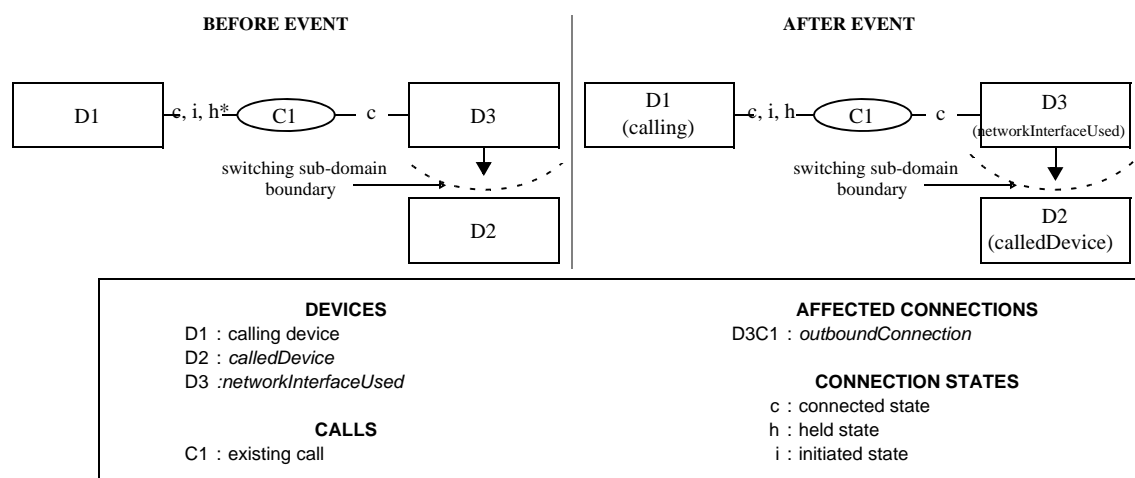 BEFORE EVENT
AFTER EVENT
D1
c, i, h*
C1
c
D3
switching sub-domain
boundary
D2
D1
(calling)
c, i, h
C1
c
D3
(networkInterfaceUsed)
switching sub-domain
boundary
D2
(calledDevice)
DEVICES
D1 : calling device
D2 : calledDevice
D3 :networkInterfaceUsed
CALLS
C1 : existing call
AFFECTED CONNECTIONS
D3C1 : outboundConnection
CONNECTION STATES
c : connected state
h : held state
i : initiated state